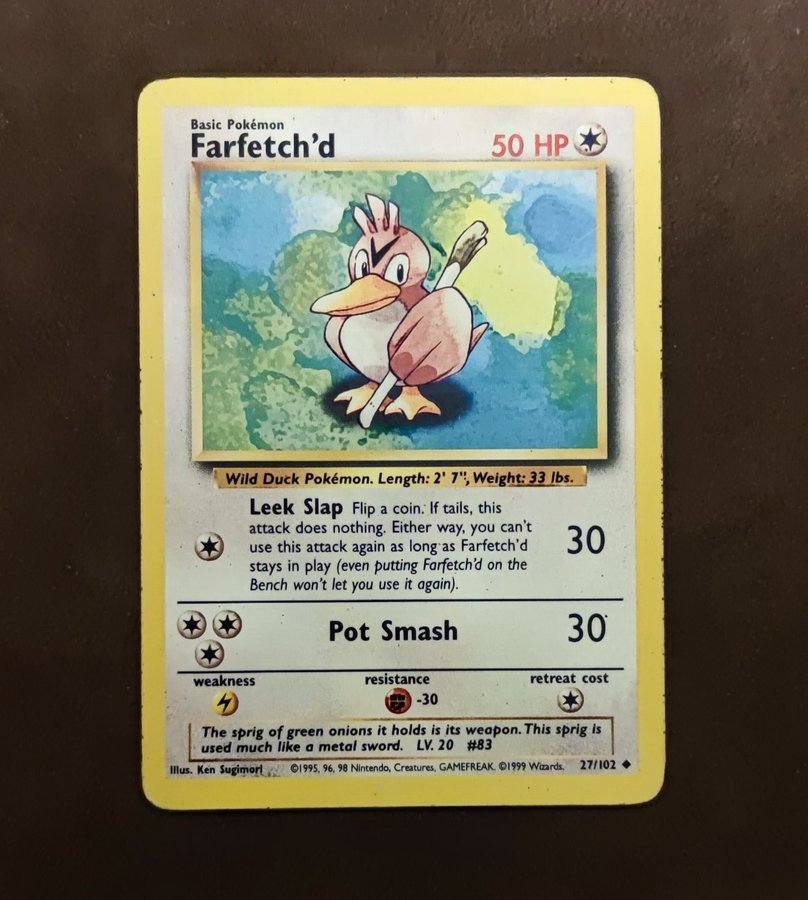 Basic Pokémon
Farfetch'd
50 HP
Wild Duck Pokémon. Length: 2' 7", Weight: 33 lbs.
Leek Slap Flip a coin. If tails, this
attack does nothing. Either way, you can't
use this attack again as long as Farfetch'd
stays in play (even putting Farfetch'd on the
Bench won't let you use it again).
30
Pot Smash
30
weakness
resistance
retreat cost
-30
The sprig of green onions it holds is its weapon. This sprig is
used much like a metal sword. LV. 20 #83
Illus. Ken Sugimori ©1995, 96, 98 Nintendo, Creatures, GAMEFREAK. ©1999 Wizards. 27/102